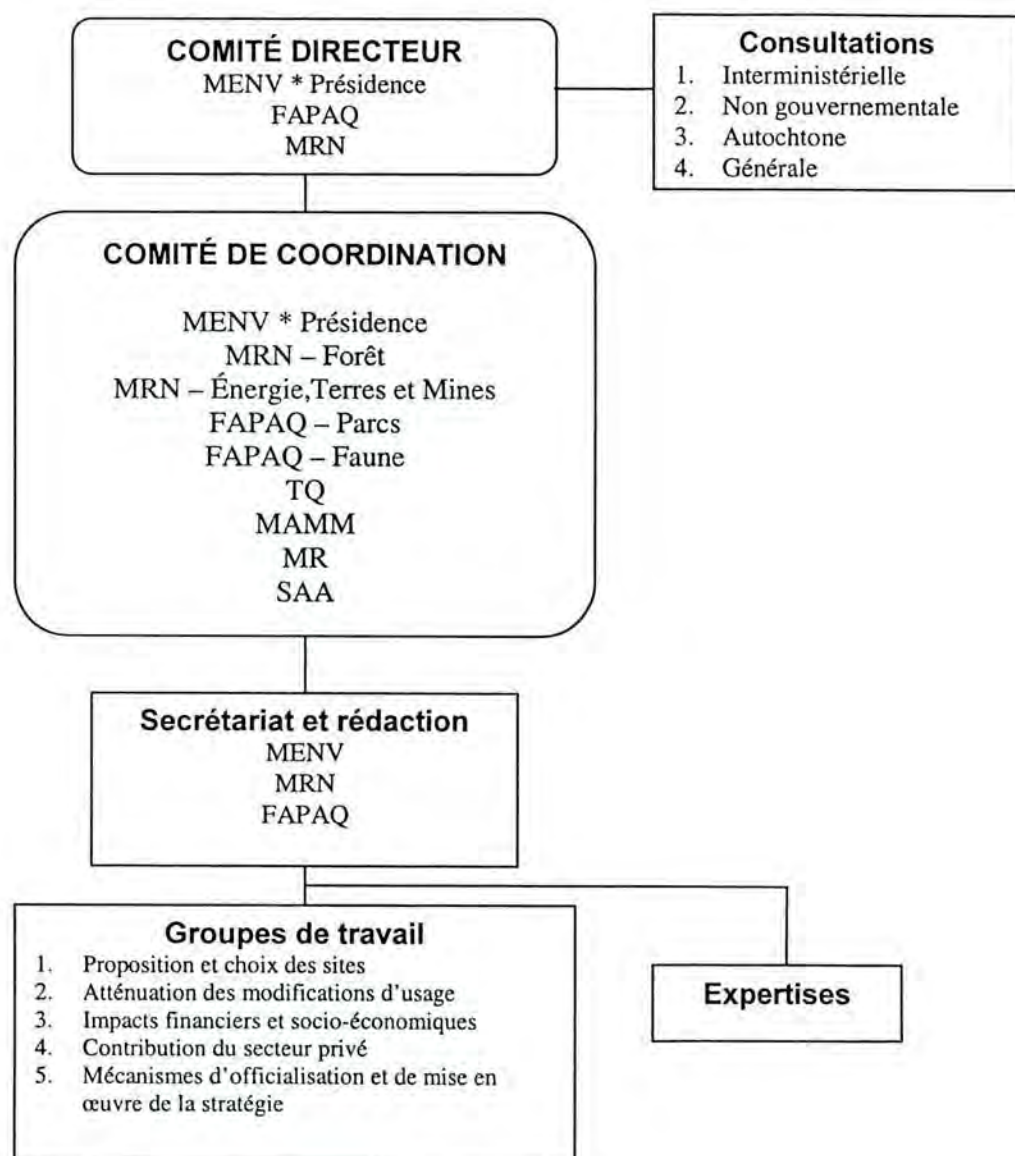 COMITÉ DIRECTEUR
MENV * Présidence
FAPAQ
MRN
Consultations
1. Interministérielle
2. Non gouvernementale
3. Autochtone
4. Générale
COMITÉ DE COORDINATION
MENV * Présidence
MRN – Forêt
MRN – Énergie,Terres et Mines
FAPAQ – Parcs
FAPAQ – Faune
TQ
MAMM
MR
SAA
Secrétariat et rédaction
MENV
MRN
FAPAQ
Groupes de travail
1. Proposition et choix des sites
2. Atténuation des modifications d'usage
3. Impacts financiers et socio-économiques
4. Contribution du secteur privé
5. Mécanismes d'officialisation et de mise en
œuvre de la stratégie
Expertises